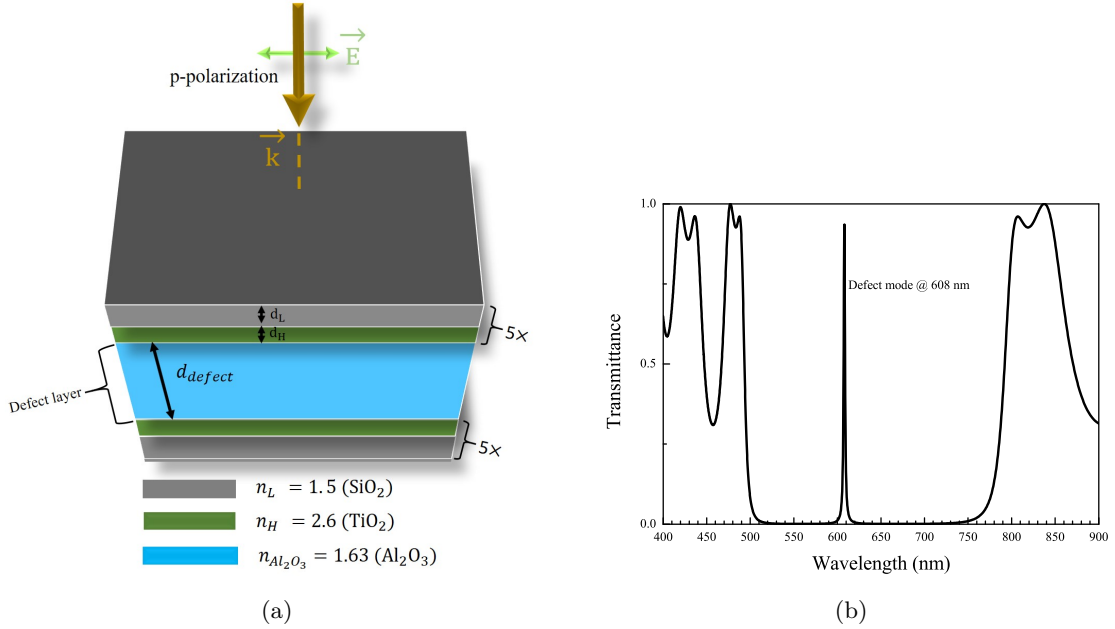 E
p-polarization
k
d_L
d_H
5×
d_defect
Defect layer
5×
n_L = 1.5 (SiO₂)
n_H = 2.6 (TiO₂)
n_Al₂O₃ = 1.63 (Al₂O₃)
(a)
1.0
0.5
0.0
Transmittance
Defect mode @ 608 nm
400 450 500 550 600 650 700 750 800 850 900
Wavelength (nm)
(b)